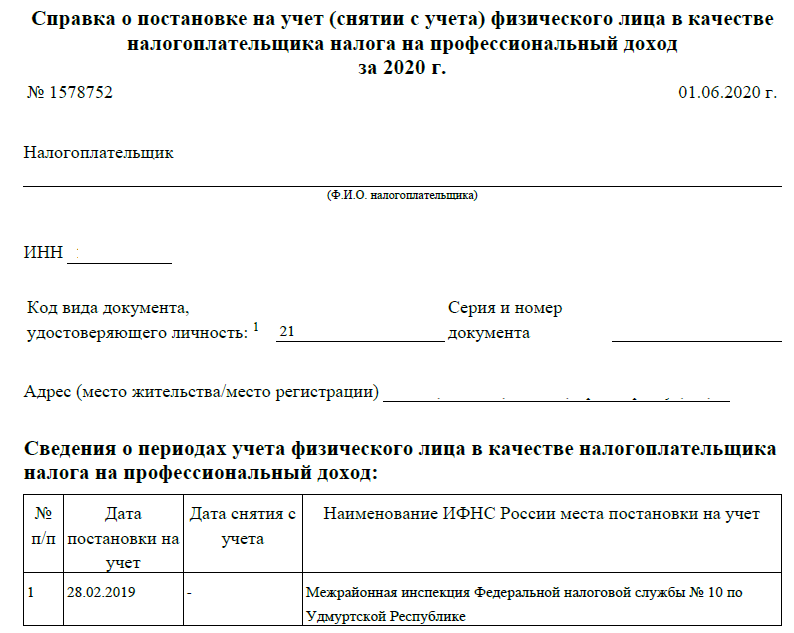 Справка о постановке на учет (снятии с учета) физического лица в качестве
налогоплательщика налога на профессиональный доход
за 2020 г.
№ 1578752 01.06.2020 г.
Налогоплательщик
(Ф.И.О. налогоплательщика)
ИНН
Код вида документа,
удостоверяющего личность: 1 21
Серия и номер
документа
Адрес (место жительства/место регистрации)
Сведения о периодах учета физического лица в качестве налогоплательщика
налога на профессиональный доход:
№
п/п
Дата
постановки на
учет
Дата снятия с
учета
Наименование ИФНС России места постановки на учет
1
28.02.2019
-
Межрайонная инспекция Федеральной налоговой службы № 10 по
Удмуртской Республике